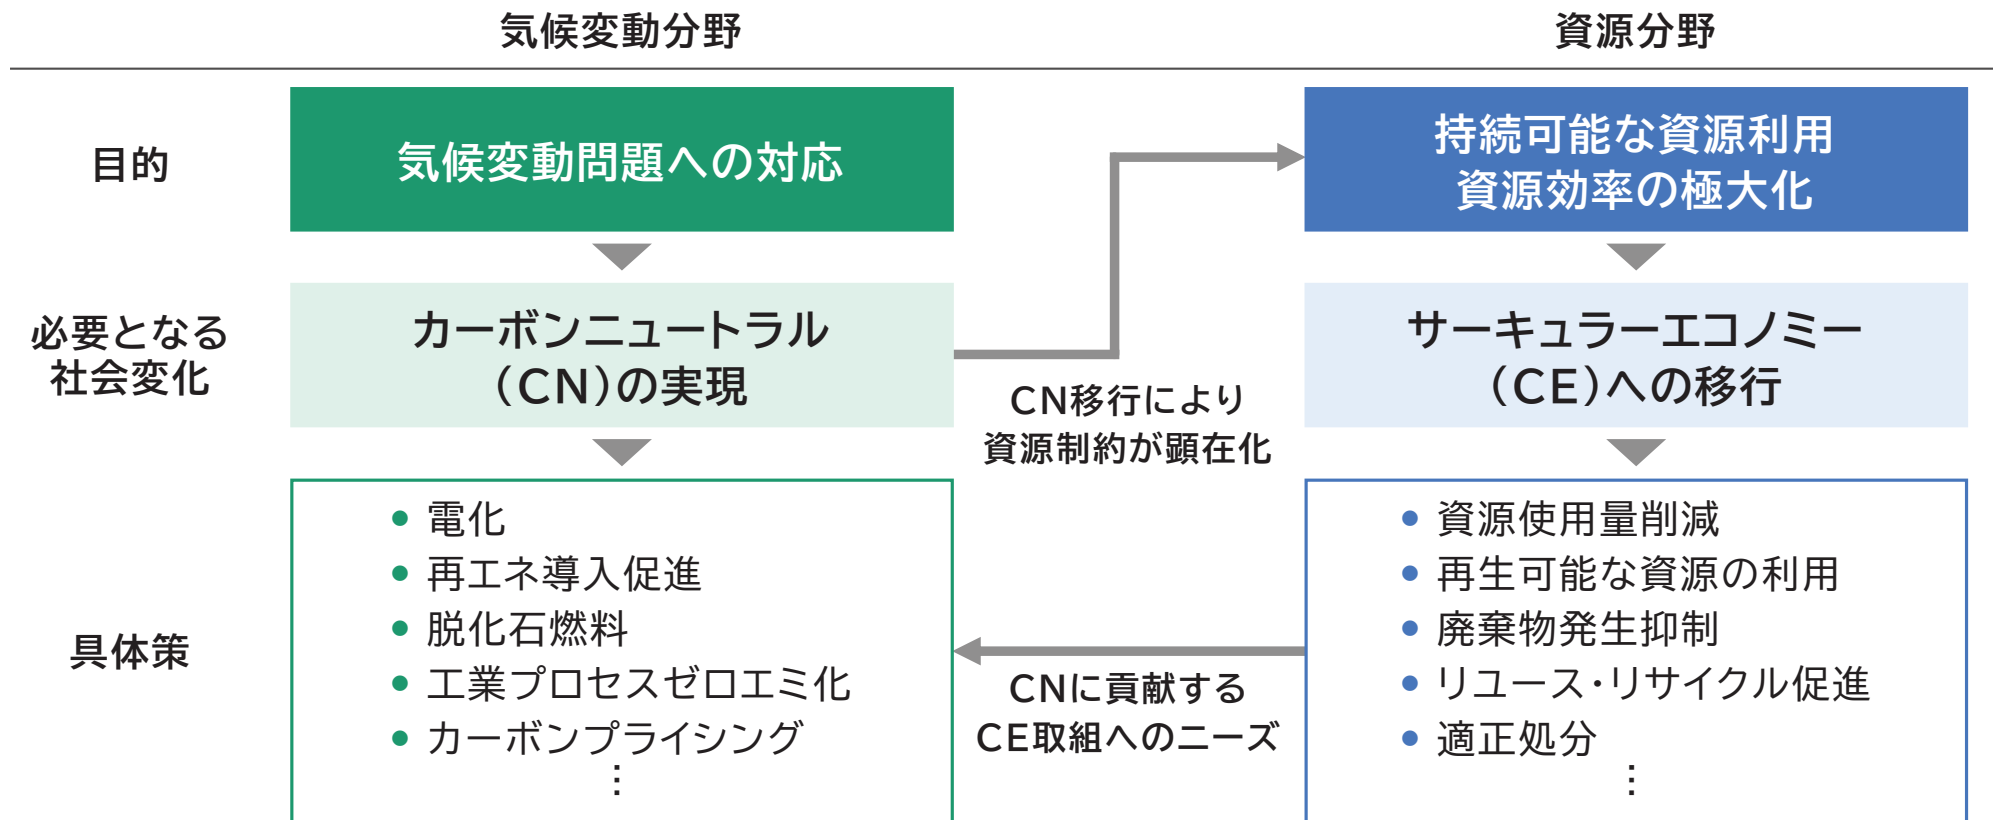 気候変動分野
資源分野
目的
気候変動問題への対応
持続可能な資源利用
資源効率の極大化
必要となる
社会変化
カーボンニュートラル
（CN）の実現
CN移行により
資源制約が顕在化
サーキュラーエコノミー
（CE）への移行
具体策
• 電化
• 再エネ導入促進
• 脱化石燃料
• 工業プロセスゼロエミ化
• カーボンプライシング
⋮
CNに貢献する
CE取組へのニーズ
• 資源使用量削減
• 再生可能な資源の利用
• 廃棄物発生抑制
• リユース・リサイクル促進
• 適正処分
⋮